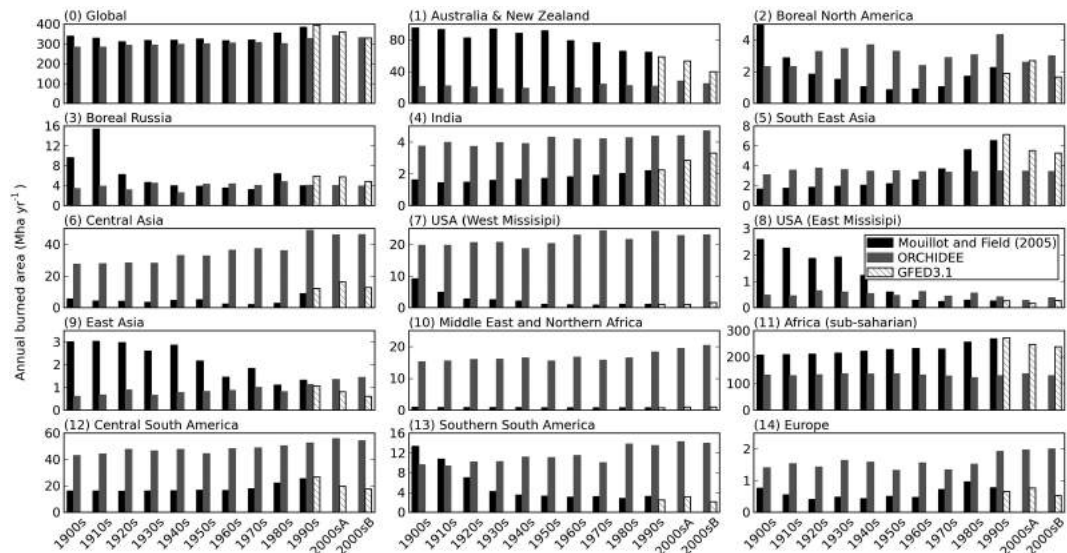 (0) Global
400
300
200
100
0
(1) Australia & New Zealand
80
40
0
(2) Boreal North America
4
2
0
(3) Boreal Russia
16
12
8
4
0
(4) India
4
2
0
(5) South East Asia
8
6
4
2
0
Annual burned area (Mha yr⁻¹)
(6) Central Asia
40
20
0
(7) USA (West Missisipi)
20
10
0
(8) USA (East Missisipi)
3
2
1
0
Mouillot and Field (2005)
ORCHIDEE
GFED3.1
(9) East Asia
3
2
1
0
(10) Middle East and Northern Africa
20
10
0
(11) Africa (sub-saharian)
300
200
100
0
(12) Central South America
60
40
20
0
(13) Southern South America
16
12
8
4
0
(14) Europe
2
1
0
1900s 1910s 1920s 1930s 1940s 1950s 1960s 1970s 1980s 1990s 2000sA 2000sB
1900s 1910s 1920s 1930s 1940s 1950s 1960s 1970s 1980s 1990s 2000sA 2000sB
1900s 1910s 1920s 1930s 1940s 1950s 1960s 1970s 1980s 1990s 2000sA 2000sB